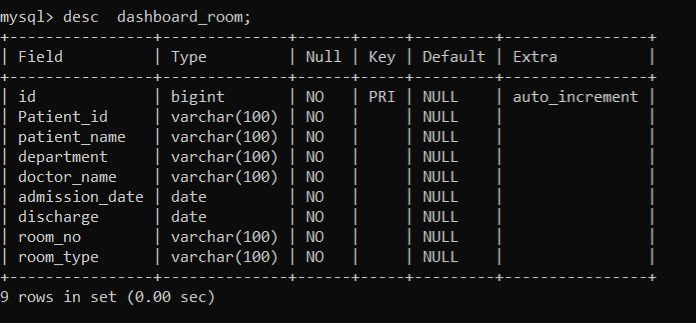 mysql> desc  dashboard_room;
+----------------+--------------+------+-----+---------+----------------+
| Field          | Type         | Null | Key | Default | Extra          |
+----------------+--------------+------+-----+---------+----------------+
| id             | bigint       | NO   | PRI | NULL    | auto_increment |
| Patient_id     | varchar(100) | NO   |     | NULL    |                |
| patient_name   | varchar(100) | NO   |     | NULL    |                |
| department     | varchar(100) | NO   |     | NULL    |                |
| doctor_name    | varchar(100) | NO   |     | NULL    |                |
| admission_date | date         | NO   |     | NULL    |                |
| discharge      | date         | NO   |     | NULL    |                |
| room_no        | varchar(100) | NO   |     | NULL    |                |
| room_type      | varchar(100) | NO   |     | NULL    |                |
+----------------+--------------+------+-----+---------+----------------+
9 rows in set (0.00 sec)